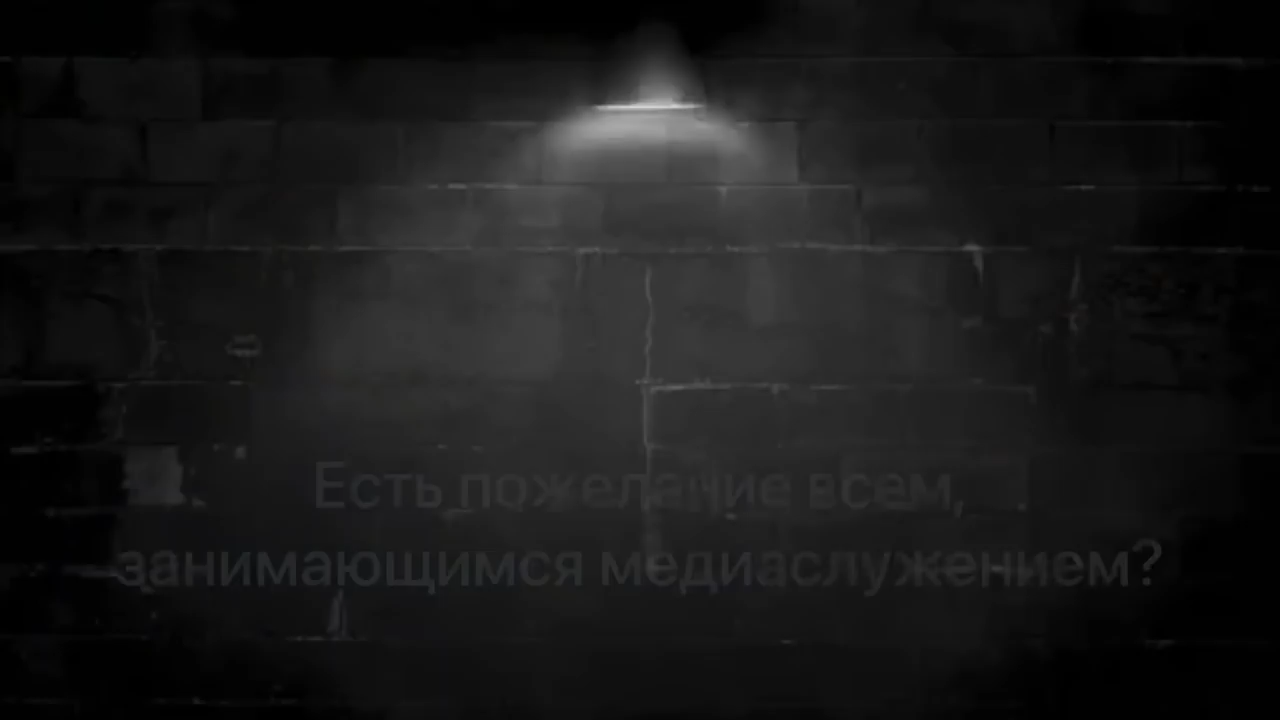 Есть пожелание всем,
занимающимся медиаслужением?